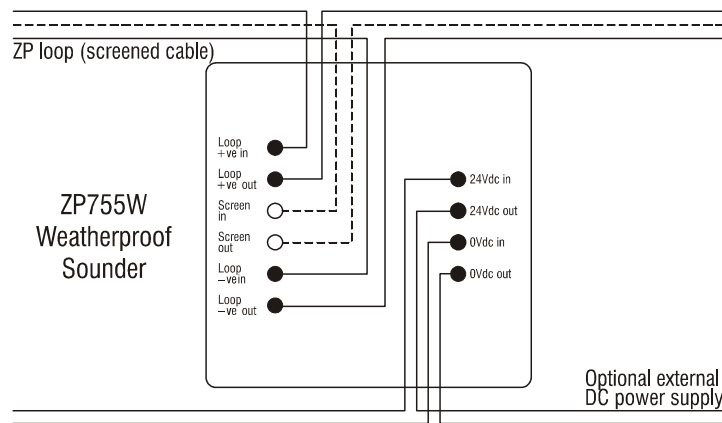 ZP loop (screened cable)
Loop
+ve in
Loop
+ve out
Screen
in
Screen
out
Loop
–vein
Loop
–ve out
ZP755W
Weatherproof
Sounder
24Vdc in
24Vdc out
0Vdc in
0Vdc out
Optional external
DC power supply